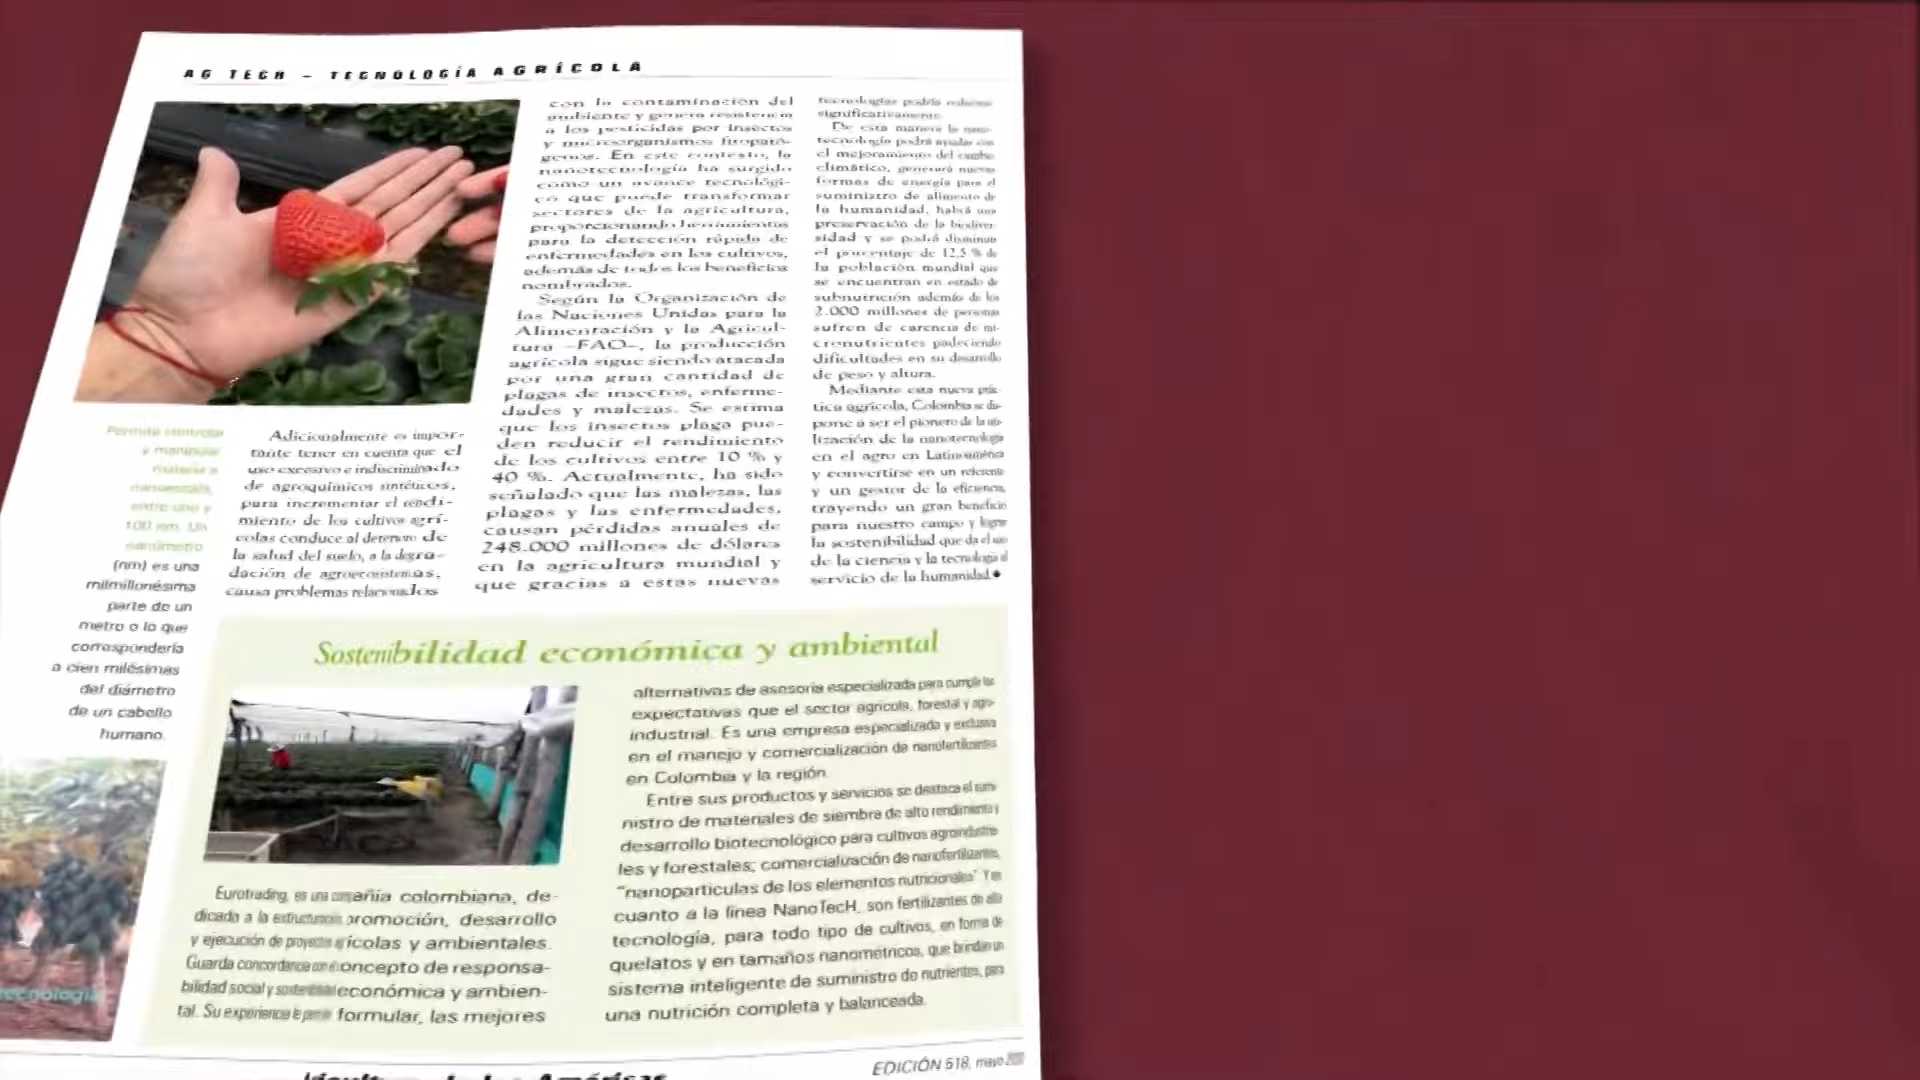 AG TECH – TECNOLOGÍA AGRÍCOLA
Permite controlar
y manipular
materia a
nanoescala,
entre uno y
100 nm. Un
nanómetro
(nm) es una
milmillonésima
parte de un
metro o lo que
correspondería
a cien milésimas
del diámetro
de un cabello
humano.
tecnología
Adicionalmente es impor-
tante tener en cuenta que el
uso excesivo e indiscriminado
de agroquímicos sintéticos,
para incrementar el rendi-
miento de los cultivos agrí-
colas conduce al deterioro de
la salud del suelo, a la degra-
dación de agroecosistemas,
causa problemas relacionados
con la contaminación del
ambiente y genera resistencia
a los pesticidas por insectos
y microorganismos fitopató-
genos. En este contexto, la
nanotecnología ha surgido
como un avance tecnológi-
co que puede transformar
sectores de la agricultura,
proporcionando herramientas
para la detección rápida de
enfermedades en los cultivos,
además de todos los beneficios
nombrados.
Según la Organización de
las Naciones Unidas para la
Alimentación y la Agricul-
tura –FAO–, la producción
agrícola sigue siendo atacada
por una gran cantidad de
plagas de insectos, enferme-
dades y malezas. Se estima
que los insectos plaga pue-
den reducir el rendimiento
de los cultivos entre 10 % y
40 %. Actualmente, ha sido
señalado que las malezas, las
plagas y las enfermedades,
causan pérdidas anuales de
248.000 millones de dólares
en la agricultura mundial y
que gracias a estas nuevas
tecnologías podría reducirse
significativamente.
De esta manera la nano-
tecnología podrá ayudar con
el mejoramiento del cambio
climático, generará nuevas
formas de energía para el
suministro de alimento de
la humanidad, habrá una
preservación de la biodiver-
sidad y se podrá disminuir
el porcentaje de 12,5 % de
la población mundial que
se encuentran en estado de
subnutrición además de los
2.000 millones de personas
sufren de carencia de mi-
cronutrientes padeciendo
dificultades en su desarrollo
de peso y altura.
Mediante esta nueva prác-
tica agrícola, Colombia se dis-
pone a ser el pionero de la uti-
lización de la nanotecnología
en el agro en Latinoamérica
y convertirse en un referente
y un gestor de la eficiencia,
trayendo un gran beneficio
para nuestro campo y lograr
la sostenibilidad que da el uso
de la ciencia y la tecnología al
servicio de la humanidad.
Sostenibilidad económica y ambiental
Eurotrading, es una compañía colombiana, de-
dicada a la estructuración, promoción, desarrollo
y ejecución de proyectos agrícolas y ambientales.
Guarda concordancia con el concepto de responsa-
bilidad social y sostenibilidad económica y ambien-
tal. Su experiencia le permite formular, las mejores
alternativas de asesoría especializada para cumplir las
expectativas que el sector agrícola, forestal y agro-
industrial. Es una empresa especializada y exclusiva
en el manejo y comercialización de nanofertilizantes
en Colombia y la región.
Entre sus productos y servicios se destaca el sumi-
nistro de materiales de siembra de alto rendimiento y
desarrollo biotecnológico para cultivos agroindustria-
les y forestales; comercialización de nanofertilizantes,
"nanopartículas de los elementos nutricionales". Y en
cuanto a la línea NanoTecH, son fertilizantes de alta
tecnología, para todo tipo de cultivos, en forma de
quelatos y en tamaños nanométricos, que brindan un
sistema inteligente de suministro de nutrientes, para
una nutrición completa y balanceada.
EDICIÓN 518, mayo
de las Américas